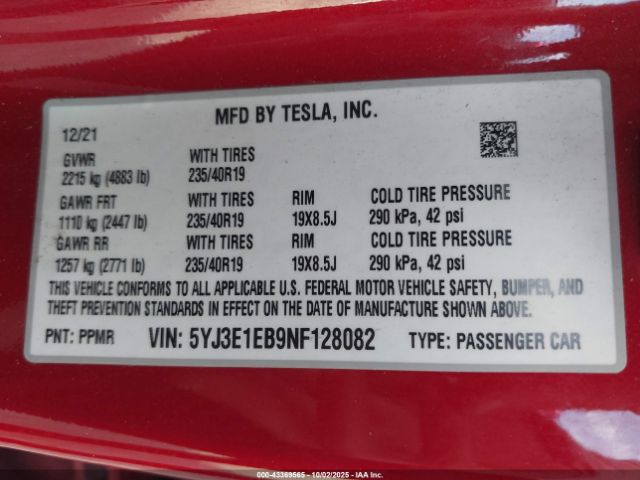 MFD BY TESLA, INC.
12/21
GVWR WITH TIRES
2215 kg (4883 lb) 235/40R19
GAWR FRT WITH TIRES RIM COLD TIRE PRESSURE
1110 kg (2447 lb) 235/40R19 19X8.5J 290 kPa, 42 psi
GAWR RR WITH TIRES RIM COLD TIRE PRESSURE
1257 kg (2771 lb) 235/40R19 19X8.5J 290 kPa, 42 psi
THIS VEHICLE CONFORMS TO ALL APPLICABLE U.S. FEDERAL MOTOR VEHICLE SAFETY, BUMPER, AND
THEFT PREVENTION STANDARDS IN EFFECT ON THE DATE OF MANUFACTURE SHOWN ABOVE.
PNT: PPMR VIN: 5YJ3E1EB9NF128082 TYPE: PASSENGER CAR
000-43369565 - 10/02/2025 - IAA Inc.